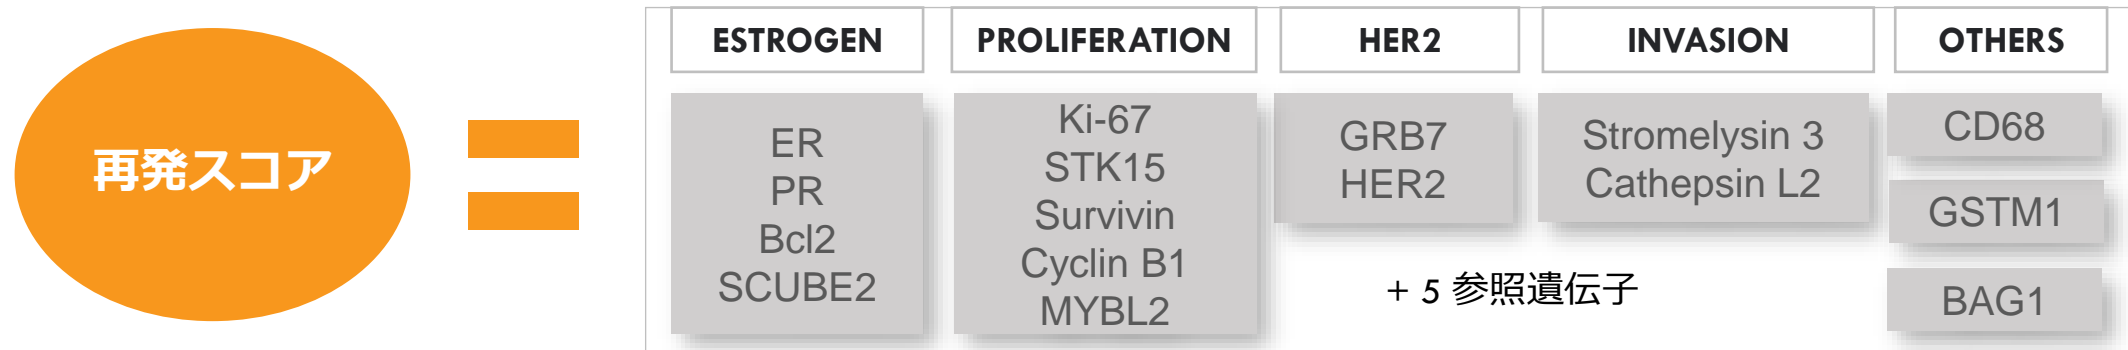 再発スコア
ESTROGEN
ER
PR
Bcl2
SCUBE2
PROLIFERATION
Ki-67
STK15
Survivin
Cyclin B1
MYBL2
HER2
GRB7
HER2
INVASION
Stromelysin 3
Cathepsin L2
OTHERS
CD68
GSTM1
BAG1
+ 5 参照遺伝子